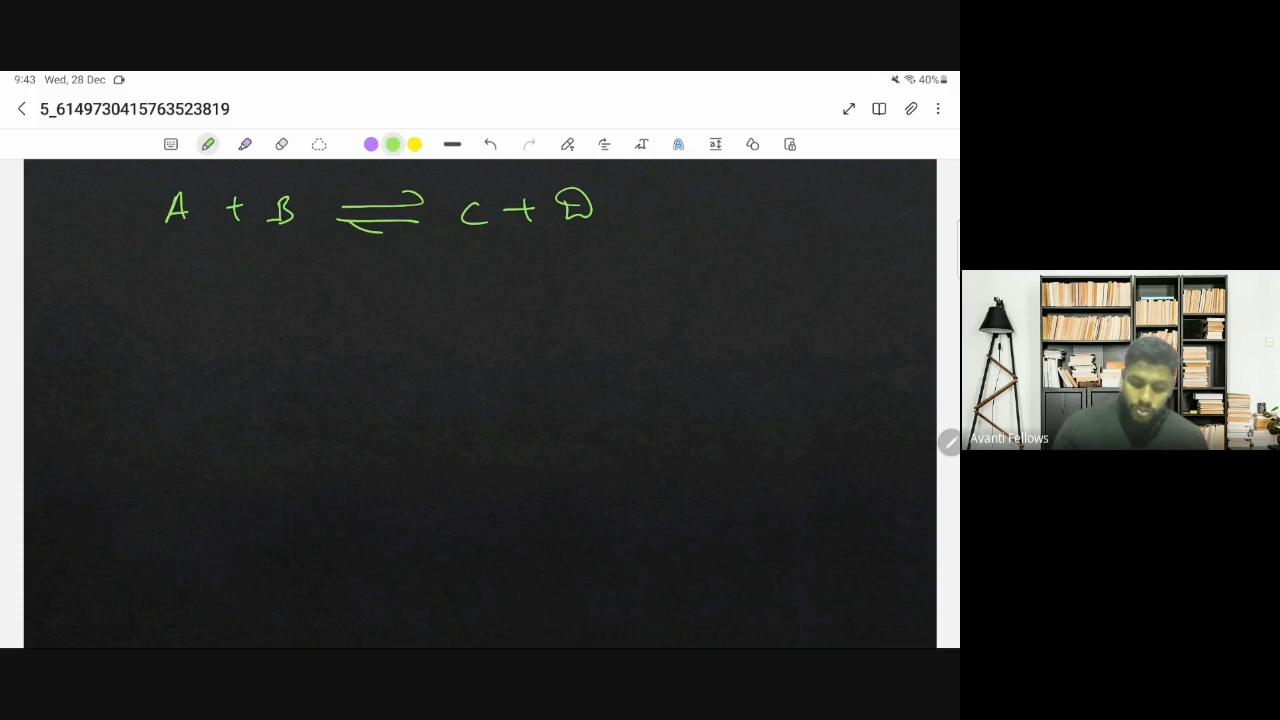 9:43 Wed, 28 Dec 40%
5_6149730415763523819
A + B ⇌ C + D
Avanti Fellows